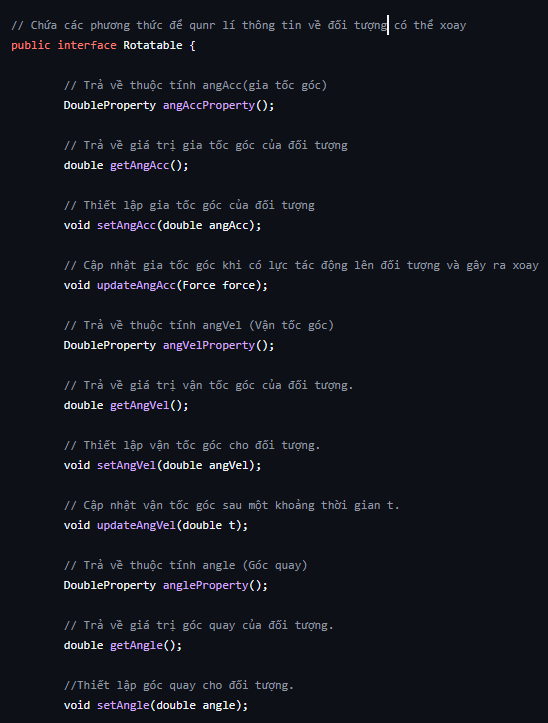 // Chứa các phương thức để qunr lí thông tin về đối tượng có thể xoay
public interface Rotatable {
// Trả về thuộc tính angAcc(gia tốc góc)
DoubleProperty angAccProperty();
// Trả về giá trị gia tốc góc của đối tượng
double getAngAcc();
// Thiết lập gia tốc góc của đối tượng
void setAngAcc(double angAcc);
// Cập nhật gia tốc góc khi có lực tác động lên đối tượng và gây ra xoay
void updateAngAcc(Force force);
// Trả về thuộc tính angVel (Vận tốc góc)
DoubleProperty angVelProperty();
// Trả về giá trị vận tốc góc của đối tượng.
double getAngVel();
// Thiết lập vận tốc góc cho đối tượng.
void setAngVel(double angVel);
// Cập nhật vận tốc góc sau một khoảng thời gian t.
void updateAngVel(double t);
// Trả về thuộc tính angle (Góc quay)
DoubleProperty angleProperty();
// Trả về giá trị góc quay của đối tượng.
double getAngle();
//Thiết lập góc quay cho đối tượng.
void setAngle(double angle);